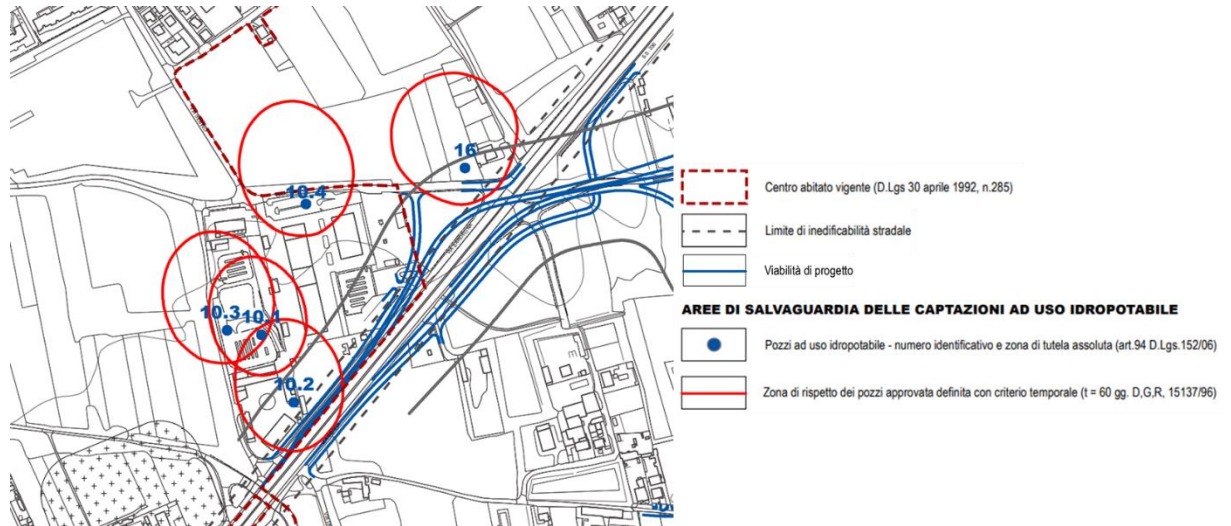 16
10.4
10.3
10.1
10.2
Centro abitato vigente (D.Lgs 30 aprile 1992, n.285)
Limite di inedificabilità stradale
Viabilità di progetto
AREE DI SALVAGUARDIA DELLE CAPTAZIONI AD USO IDROPOTABILE
Pozzi ad uso idropotabile - numero identificativo e zona di tutela assoluta (art.94 D.Lgs.152/06)
Zona di rispetto dei pozzi approvata definita con criterio temporale (t = 60 gg. D,G,R, 15137/96)